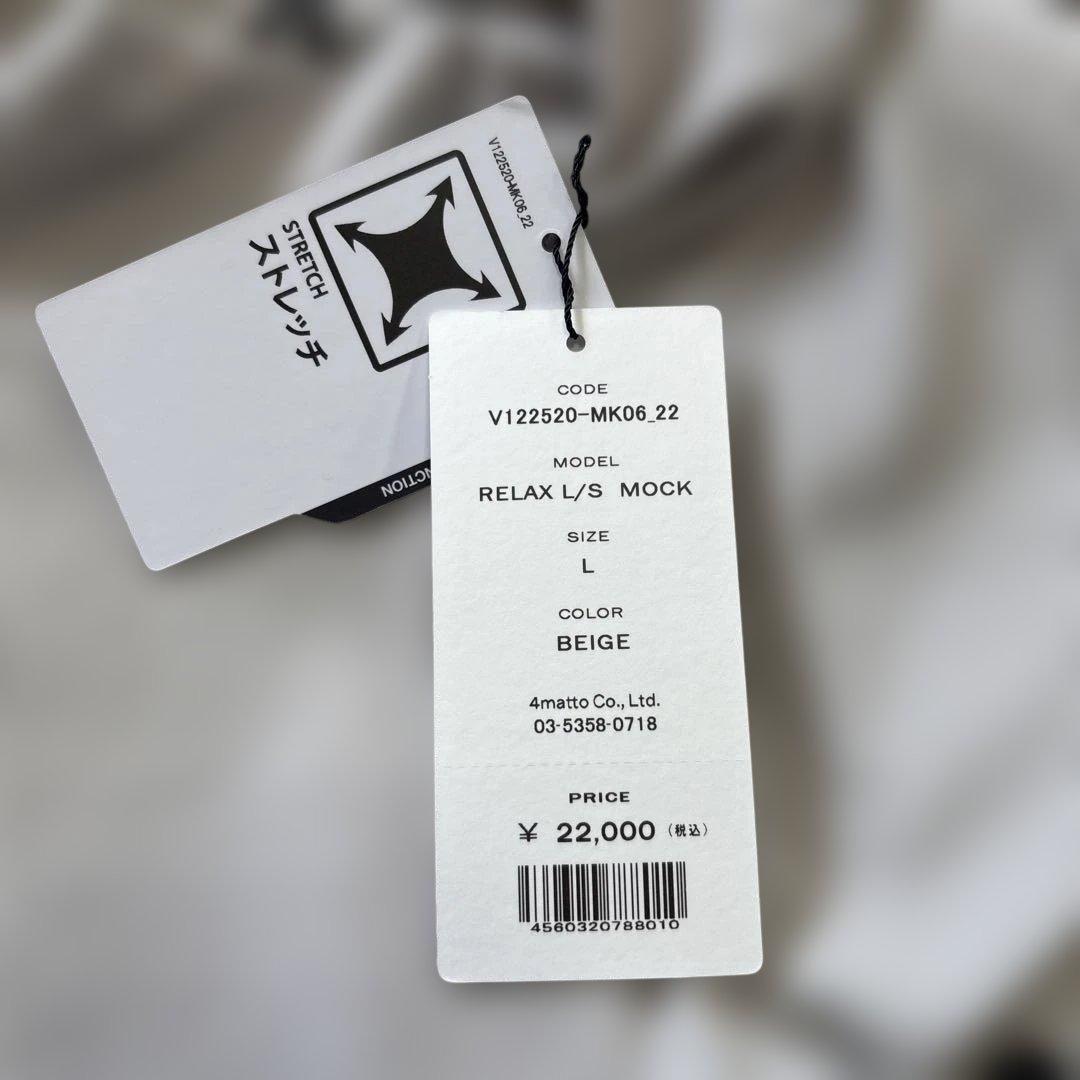 V122520-MK06_22
STRETCH
ストレッチ
NCTION
CODE
V122520-MK06_22
MODEL
RELAX L/S MOCK
SIZE
L
COLOR
BEIGE
4matto Co., Ltd.
03-5358-0718
PRICE
¥ 22,000 (税込)
4560320788010